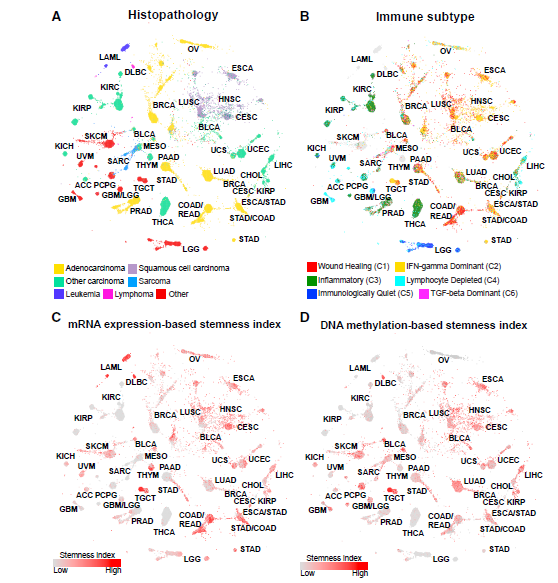 A
Histopathology
OV
LAML
DLBC
ESCA
KIRC
KIRP
BRCA
LUSC
HNSC
CESC
SKCM
BLCA
BLCA
KICH
MESO
UCS
UCEC
UVM
SARC
PAAD
THYM
LIHC
LUAD
CHOL
ACC
PCPG
STAD
BRCA
TGCT
CESC KIRP
GBM
GBM/LGG
ESCA/STAD
PRAD
COAD/
READ
STAD/COAD
THCA
STAD
LGG
Adenocarcinoma
Squamous cell carcinoma
Other carcinoma
Sarcoma
Leukemia
Lymphoma
Other
B
Immune subtype
OV
LAML
DLBC
ESCA
KIRC
KIRP
BRCA
LUSC
HNSC
CESC
SKCM
BLCA
BLCA
KICH
MESO
UCS
UCEC
UVM
SARC
PAAD
THYM
LIHC
LUAD
CHOL
ACC PCPG
STAD
BRCA
TGCT
CESC KIRP
GBM
GBM/LGG
ESCA/STAD
PRAD
COAD/
READ
STAD/COAD
THCA
STAD
LGG
Wound Healing (C1)
IFN-gamma Dominant (C2)
Inflammatory (C3)
Lymphocyte Depleted (C4)
Immunologically Quiet (C5)
TGF-beta Dominant (C6)
C
mRNA expression-based stemness index
OV
LAML
DLBC
ESCA
KIRC
KIRP
BRCA
LUSC
HNSC
CESC
SKCM
BLCA
BLCA
KICH
MESO
UCS
UCEC
UVM
SARC
PAAD
THYM
LIHC
LUAD
CHOL
ACC PCPG
STAD
BRCA
TGCT
CESC KIRP
GBM
GBM/LGG
ESCA/STAD
PRAD
COAD/
READ
STAD/COAD
THCA
STAD
LGG
Stemness Index
Low
High
D
DNA methylation-based stemness index
OV
LAML
DLBC
ESCA
KIRC
KIRP
BRCA
LUSC
HNSC
CESC
SKCM
BLCA
BLCA
KICH
MESO
UCS
UCEC
UVM
SARC
PAAD
THYM
LIHC
LUAD
CHOL
ACC PCPG
STAD
BRCA
TGCT
CESC KIRP
GBM
GBM/LGG
ESCA/STAD
PRAD
COAD/
READ
STAD/COAD
THCA
STAD
LGG
Stemness Index
Low
High